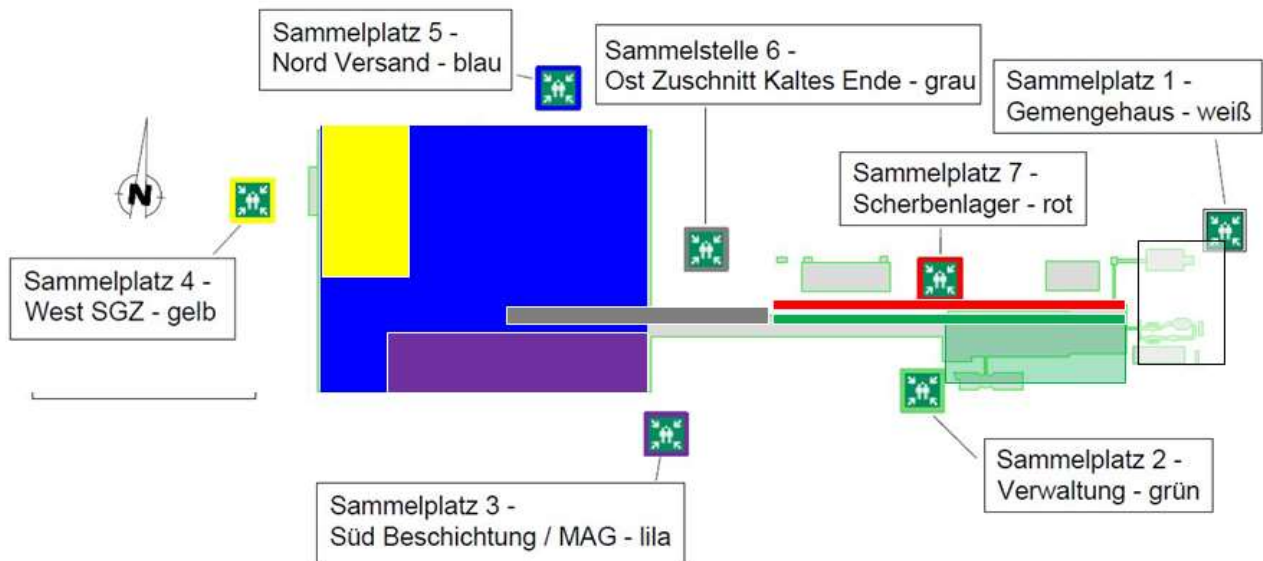 Sammelplatz 5 -
Nord Versand - blau
Sammelstelle 6 -
Ost Zuschnitt Kaltes Ende - grau
Sammelplatz 1 -
Gemengehaus - weiß
Sammelplatz 7 -
Scherbenlager - rot
N
Sammelplatz 4 -
West SGZ - gelb
Sammelplatz 2 -
Verwaltung - grün
Sammelplatz 3 -
Süd Beschichtung / MAG - lila